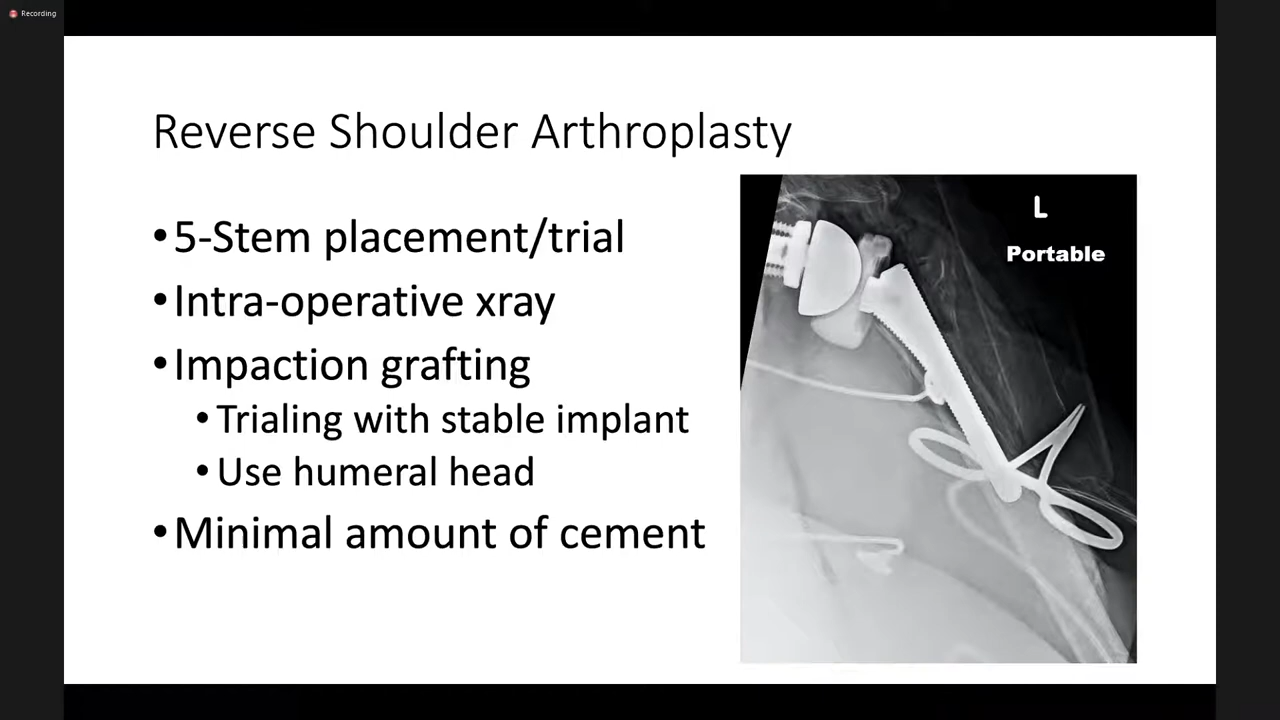 Recording
Reverse Shoulder Arthroplasty
•5-Stem placement/trial
•Intra-operative xray
•Impaction grafting
•Trialing with stable implant
•Use humeral head
•Minimal amount of cement
L
Portable